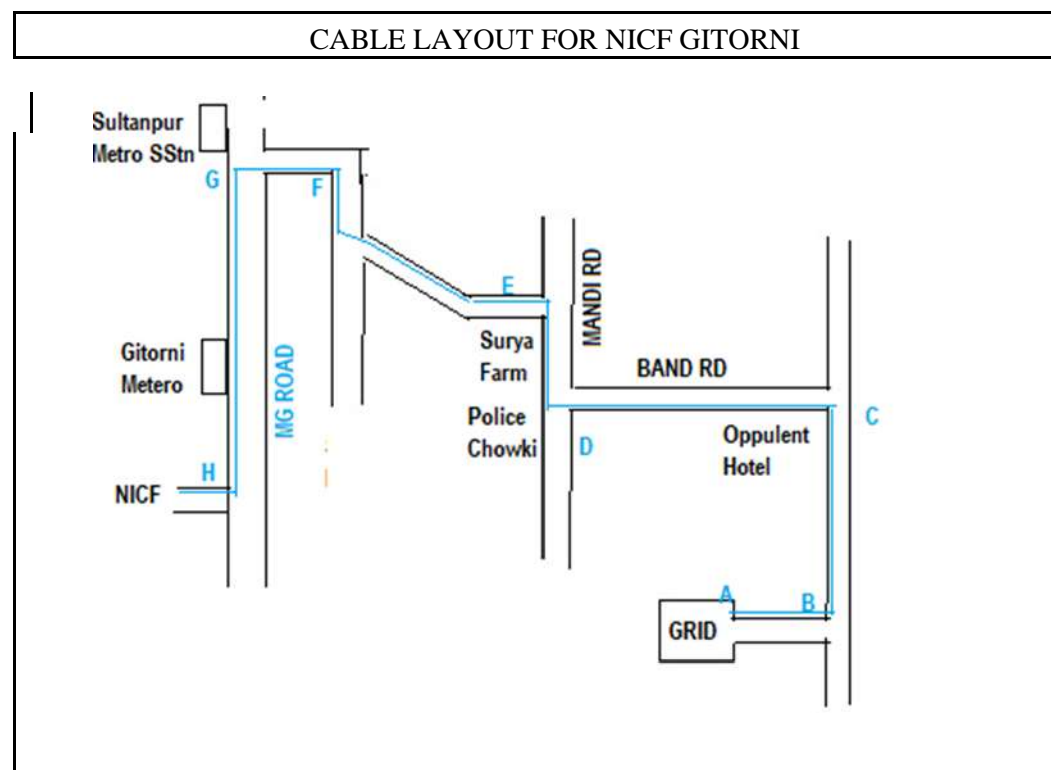 CABLE LAYOUT FOR NICF GITORNI
Sultanpur
Metro SStn
G
F
E
MANDI RD
Surya
Farm
BAND RD
Gitorni
Metero
MG ROAD
Police
Chowki
D
Oppulent
Hotel
C
H
NICF
A
B
GRID